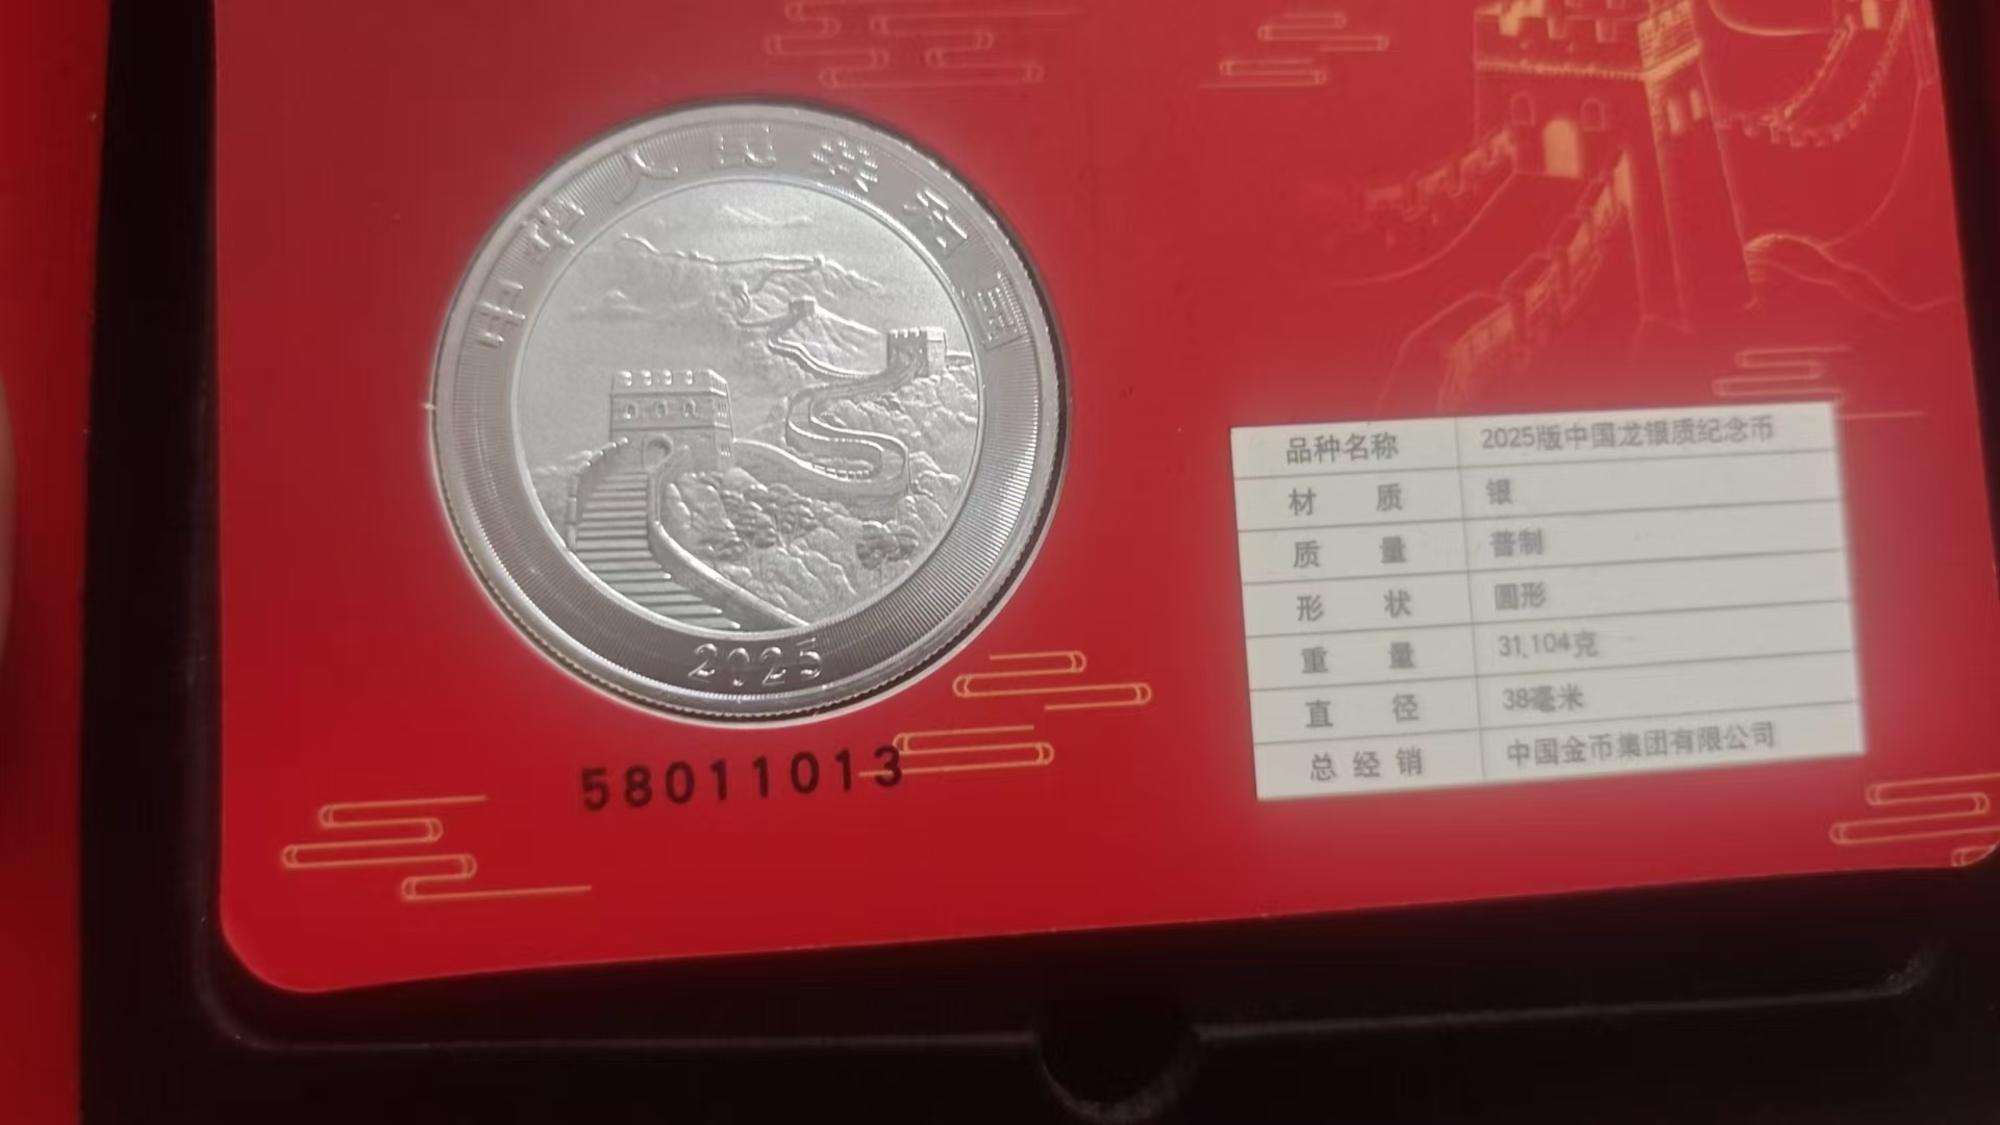 中华人民共和国
2025
58011013
品种名称 2025版中国龙银质纪念币
材 质 银
质 量 普制
形 状 圆形
重 量 31.104克
直 径 38毫米
总经销 中国金币集团有限公司